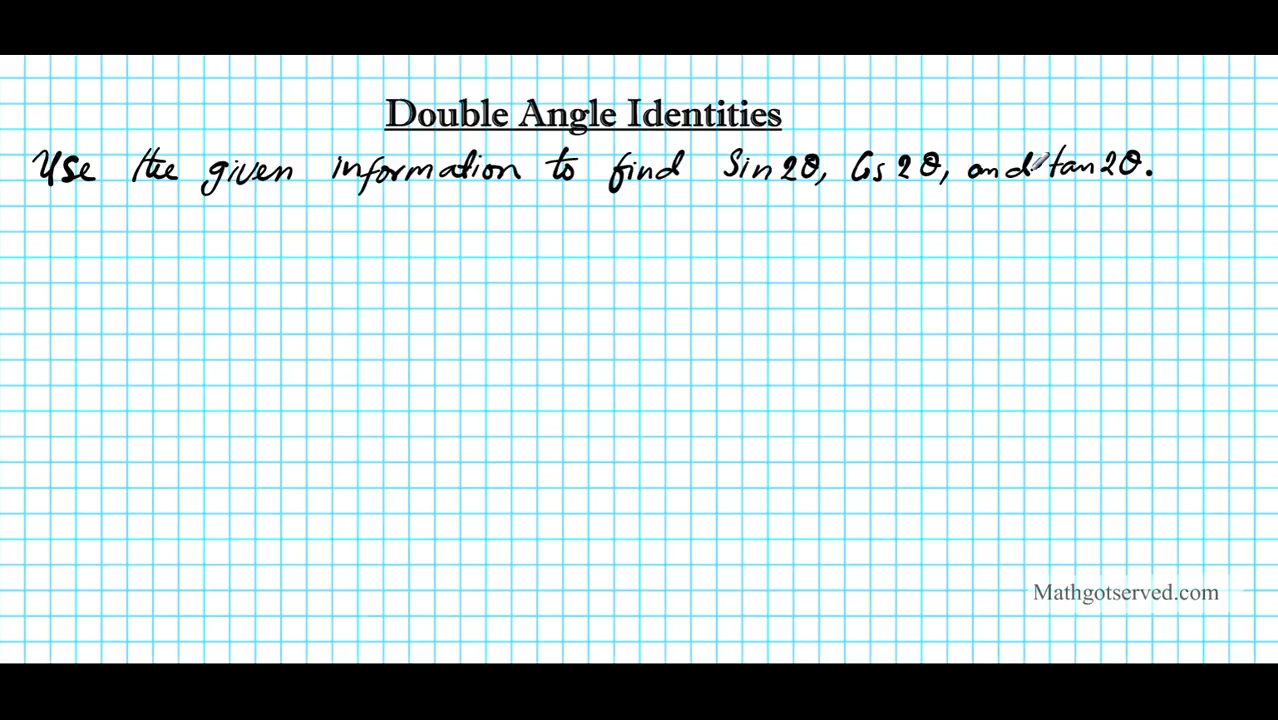 Double Angle Identities
Use the given information to find Sin2θ, Cos2θ, and tan2θ.
Mathgotserved.com